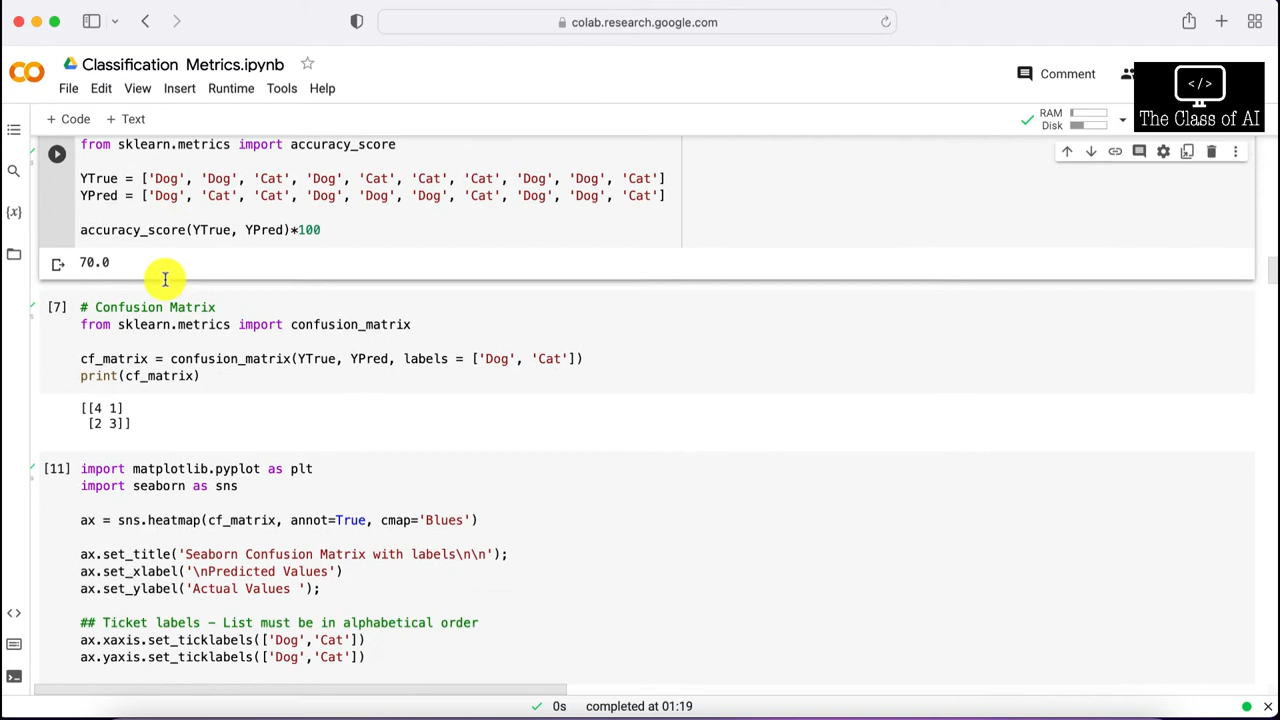 colab.research.google.com
Classification Metrics.ipynb
File Edit View Insert Runtime Tools Help
Comment
</>
The Class of AI
+ Code + Text
RAM
Disk
from sklearn.metrics import accuracy_score
YTrue = ['Dog', 'Dog', 'Cat', 'Dog', 'Cat', 'Cat', 'Cat', 'Dog', 'Dog', 'Cat']
YPred = ['Dog', 'Cat', 'Cat', 'Dog', 'Dog', 'Dog', 'Cat', 'Dog', 'Dog', 'Cat']
accuracy_score(YTrue, YPred)*100
70.0
[7] # Confusion Matrix
from sklearn.metrics import confusion_matrix
cf_matrix = confusion_matrix(YTrue, YPred, labels = ['Dog', 'Cat'])
print(cf_matrix)
[[4 1]
[2 3]]
[11] import matplotlib.pyplot as plt
import seaborn as sns
ax = sns.heatmap(cf_matrix, annot=True, cmap='Blues')
ax.set_title('Seaborn Confusion Matrix with labels\n\n');
ax.set_xlabel('\nPredicted Values')
ax.set_ylabel('Actual Values ');
## Ticket labels - List must be in alphabetical order
ax.xaxis.set_ticklabels(['Dog','Cat'])
ax.yaxis.set_ticklabels(['Dog','Cat'])
0s completed at 01:19